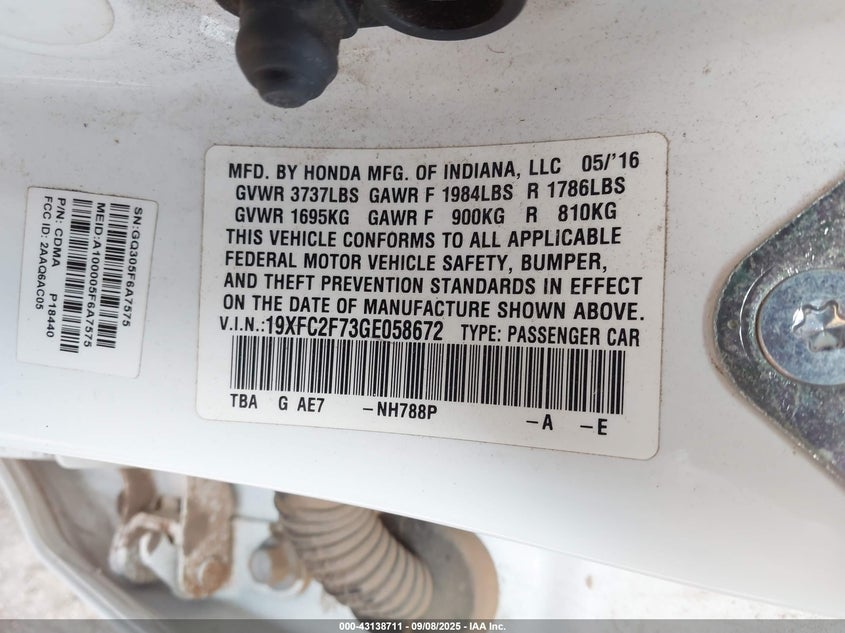 MFD. BY HONDA MFG. OF INDIANA, LLC 05/'16
GVWR 3737LBS GAWR F 1984LBS R 1786LBS
GVWR 1695KG GAWR F 900KG R 810KG
THIS VEHICLE CONFORMS TO ALL APPLICABLE
FEDERAL MOTOR VEHICLE SAFETY, BUMPER,
AND THEFT PREVENTION STANDARDS IN EFFECT
ON THE DATE OF MANUFACTURE SHOWN ABOVE.
V.I.N.:19XFC2F73GE058672 TYPE: PASSENGER CAR
TBA G AE7 -NH788P -A -E
SN:GQ305F6A7575
MEID:A100005F6A7575
P/N: CDMA P18440
FCC ID: 2AAQ6AC05
000-43138711 - 09/08/2025 - IAA, Inc.